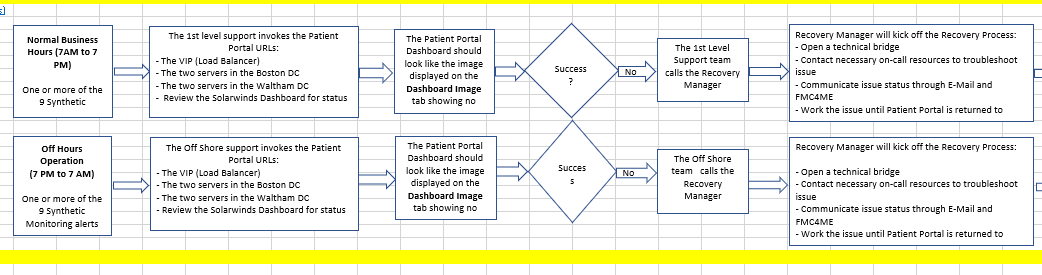 Normal Business
Hours (7AM to 7
PM)
One or more of the
9 Synthetic
The 1st level support invokes the Patient
Portal URLs:
- The VIP (Load Balancer)
- The two servers in the Boston DC
- The two servers in the Waltham DC
- Review the Solarwinds Dashboard for status
The Patient Portal
Dashboard should
look like the image
displayed on the
Dashboard Image
tab showing no
Success
?
No
The 1st Level
Support team
calls the Recovery
Manager
Recovery Manager will kick off the Recovery Process:
- Open a technical bridge
- Contact necessary on-call resources to troubleshoot
issue
- Communicate issue status through E-Mail and
FMC4ME
- Work the issue until Patient Portal is returned to
Off Hours
Operation
(7 PM to 7 AM)
One or more of the
9 Synthetic
Monitoring alerts
The Off Shore support invokes the Patient
Portal URLs:
- The VIP (Load Balancer)
- The two servers in the Boston DC
- The two servers in the Waltham DC
- Review the Solarwinds Dashboard for status
The Patient Portal
Dashboard should
look like the image
displayed on the
Dashboard Image
tab showing no
Succes
s
No
The Off Shore
team calls the
Recovery
Manager
Recovery Manager will kick off the Recovery Process:
- Open a technical bridge
- Contact necessary on-call resources to troubleshoot
issue
- Communicate issue status through E-Mail and
FMC4ME
- Work the issue until Patient Portal is returned to